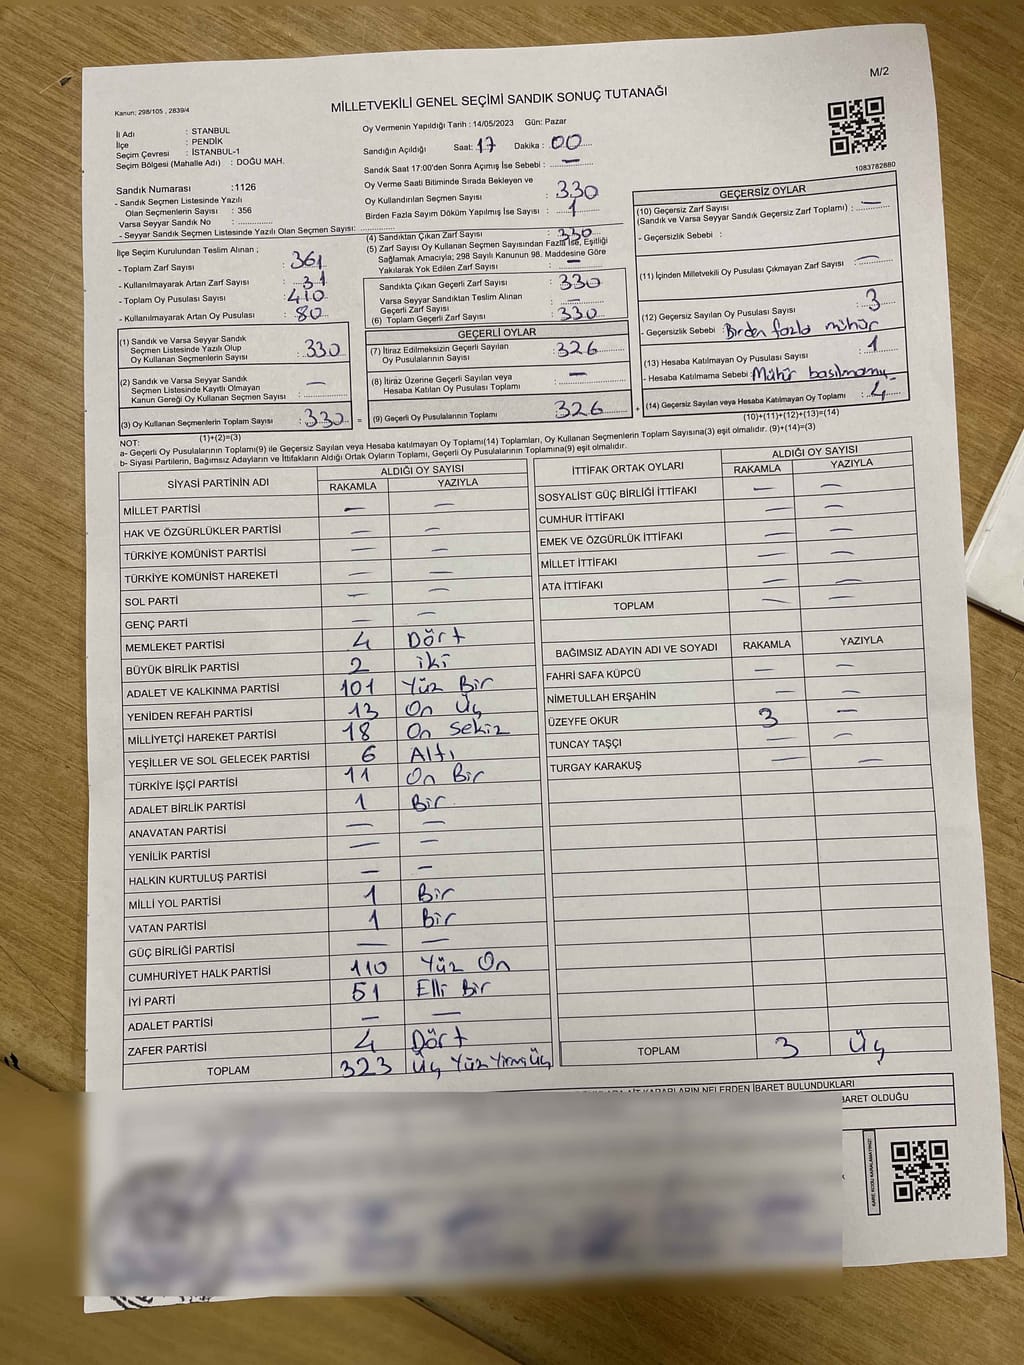 M/2
Kanun: 298/105 , 2839/4
MİLLETVEKİLİ GENEL SEÇİMİ SANDIK SONUÇ TUTANAĞI
İl Adı : STANBUL
İlçe : PENDİK
Seçim Çevresi : İSTANBUL-1
Seçim Bölgesi (Mahalle Adı) : DOĞU MAH.
Sandık Numarası :1126
- Sandık Seçmen Listesinde Yazılı
Olan Seçmenlerin Sayısı : 356
Varsa Seyyar Sandık No :
- Seyyar Sandık Seçmen Listesinde Yazılı Olan Seçmen Sayısı:
Oy Vermenin Yapıldığı Tarih : 14/05/2023 Gün: Pazar
Sandığın Açıldığı Saat: 17 Dakika : 00
Sandık Saat 17:00'den Sonra Açımış İse Sebebi : —
Oy Verme Saati Bitiminde Sırada Bekleyen ve
Oy Kullandırılan Seçmen Sayısı : 330
Birden Fazla Sayım Döküm Yapılmış İse Sayısı : 1
1083782880
İlçe Seçim Kurulundan Teslim Alınan ;
- Toplam Zarf Sayısı : 361
- Kullanılmayarak Artan Zarf Sayısı : 31
- Toplam Oy Pusulası Sayısı : 410
- Kullanılmayarak Artan Oy Pusulası : 80
(1) Sandık ve Varsa Seyyar Sandık
Seçmen Listesinde Yazılı Olup
Oy Kullanan Seçmenlerin Sayısı : 330
(2) Sandık ve Varsa Seyyar Sandık
Seçmen Listesinde Kayıtlı Olmayan
Kanun Gereği Oy Kullanan Seçmen Sayısı : —
(3) Oy Kullanan Seçmenlerin Toplam Sayısı : 330 =
(1)+(2)=(3)
(4) Sandıktan Çıkan Zarf Sayısı : 330
(5) Zarf Sayısı Oy Kullanan Seçmen Sayısından Fazla İse, Eşitliği
Sağlamak Amacıyla; 298 Sayılı Kanunun 98. Maddesine Göre
Yakılarak Yok Edilen Zarf Sayısı : —
Sandıkta Çıkan Geçerli Zarf Sayısı : 330
Varsa Seyyar Sandıktan Teslim Alınan
Geçerli Zarf Sayısı : —
(6) Toplam Geçerli Zarf Sayısı : 330
GEÇERLİ OYLAR
(7) İtiraz Edilmeksizin Geçerli Sayılan
Oy Pusulalarının Sayısı : 326
(8) İtiraz Üzerine Geçerli Sayılan veya
Hesaba Katılan Oy Pusulası Toplamı : —
(9) Geçerli Oy Pusulalarının Toplamı : 326 +
GEÇERSİZ OYLAR
(10) Geçersiz Zarf Sayısı
(Sandık ve Varsa Seyyar Sandık Geçersiz Zarf Toplamı) : —
- Geçersizlik Sebebi :
(11) İçinden Milletvekili Oy Pusulası Çıkmayan Zarf Sayısı : —
(12) Geçersiz Sayılan Oy Pusulası Sayısı : 3
- Geçersizlik Sebebi : Birden fazla mühür
(13) Hesaba Katılmayan Oy Pusulası Sayısı : 1
- Hesaba Katılmama Sebebi : Mühür basılmamış
(14) Geçersiz Sayılan veya Hesaba Katılmayan Oy Toplamı : 4
(10)+(11)+(12)+(13)=(14)
NOT:
a- Geçerli Oy Pusulalarının Toplamı(9) ile Geçersiz Sayılan veya Hesaba katılmayan Oy Toplamı(14) Toplamları, Oy Kullanan Seçmenlerin Toplam Sayısına(3) eşit olmalıdır. (9)+(14)=(3)
b- Siyasi Partilerin, Bağımsız Adayların ve İttifakların Aldığı Ortak Oyların Toplamı, Geçerli Oy Pusulalarının Toplamına(9) eşit olmalıdır.
SİYASİ PARTİNİN ADI ALDIĞI OY SAYISI
RAKAMLA YAZIYLA
MİLLET PARTİSİ — —
HAK VE ÖZGÜRLÜKLER PARTİSİ — —
TÜRKİYE KOMÜNİST PARTİSİ — —
TÜRKİYE KOMÜNİST HAREKETİ — —
SOL PARTİ — —
GENÇ PARTİ — —
MEMLEKET PARTİSİ 4 Dört
BÜYÜK BİRLİK PARTİSİ 2 iki
ADALET VE KALKINMA PARTİSİ 101 Yüz Bir
YENİDEN REFAH PARTİSİ 13 On Üç
MİLLİYETÇİ HAREKET PARTİSİ 18 On Sekiz
YEŞİLLER VE SOL GELECEK PARTİSİ 6 Altı
TÜRKİYE İŞÇİ PARTİSİ 11 On Bir
ADALET BİRLİK PARTİSİ 1 Bir
ANAVATAN PARTİSİ — —
YENİLİK PARTİSİ — —
HALKIN KURTULUŞ PARTİSİ — —
MİLLİ YOL PARTİSİ 1 Bir
VATAN PARTİSİ 1 Bir
GÜÇ BİRLİĞİ PARTİSİ — —
CUMHURİYET HALK PARTİSİ 110 Yüz On
İYİ PARTİ 51 Elli Bir
ADALET PARTİSİ — —
ZAFER PARTİSİ 4 Dört
TOPLAM 323 Üç Yüz Yirmi Üç
İTTİFAK ORTAK OYLARI ALDIĞI OY SAYISI
RAKAMLA YAZIYLA
SOSYALİST GÜÇ BİRLİĞİ İTTİFAKI — —
CUMHUR İTTİFAKI — —
EMEK VE ÖZGÜRLÜK İTTİFAKI — —
MİLLET İTTİFAKI — —
ATA İTTİFAKI — —
TOPLAM — —
BAĞIMSIZ ADAYIN ADI VE SOYADI RAKAMLA YAZIYLA
FAHRİ SAFA KÜPCÜ — —
NİMETULLAH ERŞAHİN — —
ÜZEYFE OKUR 3 —
TUNCAY TAŞÇI — —
TURGAY KARAKUŞ — —
TOPLAM 3 Üç
KARARLARIN NELERDEN İBARET BULUNDUKLARI
BARET OLDUĞU
KARE KODU KARALAMAYINIZ!